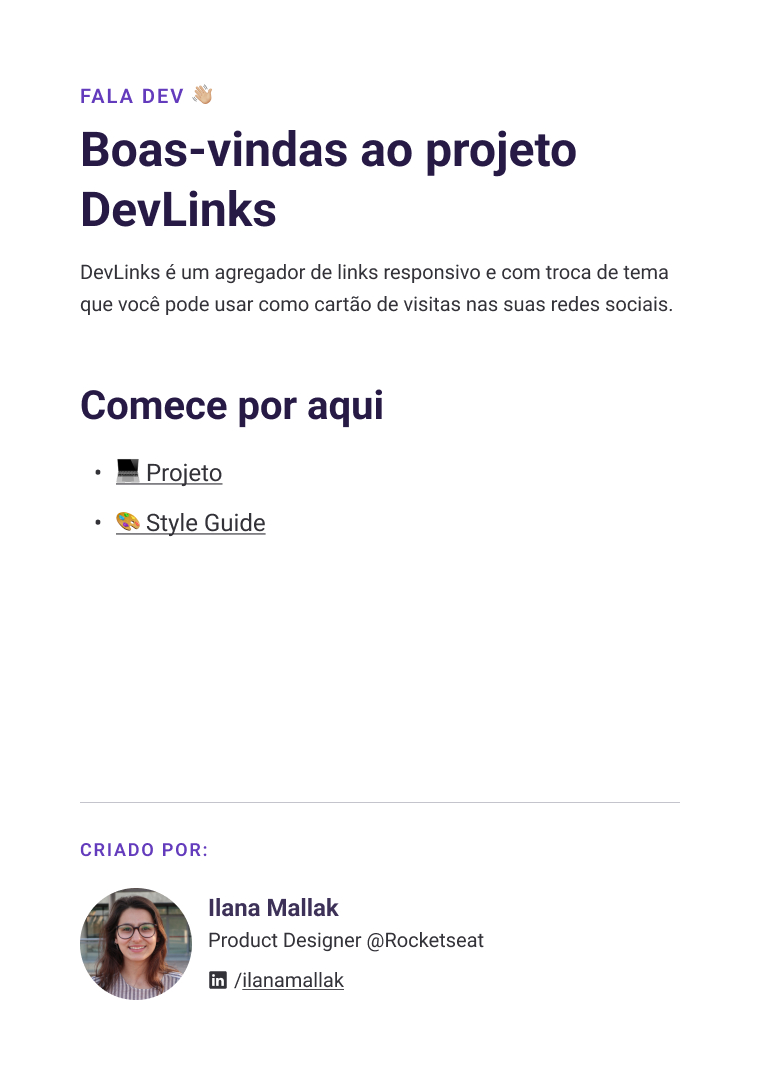 FALA DEV 👋🏼
Boas-vindas ao projeto
DevLinks
DevLinks é um agregador de links responsivo e com troca de tema
que você pode usar como cartão de visitas nas suas redes sociais.
Comece por aqui
• 💻 Projeto
• 🎨 Style Guide
CRIADO POR:
Ilana Mallak
Product Designer @Rocketseat
in /ilanamallak